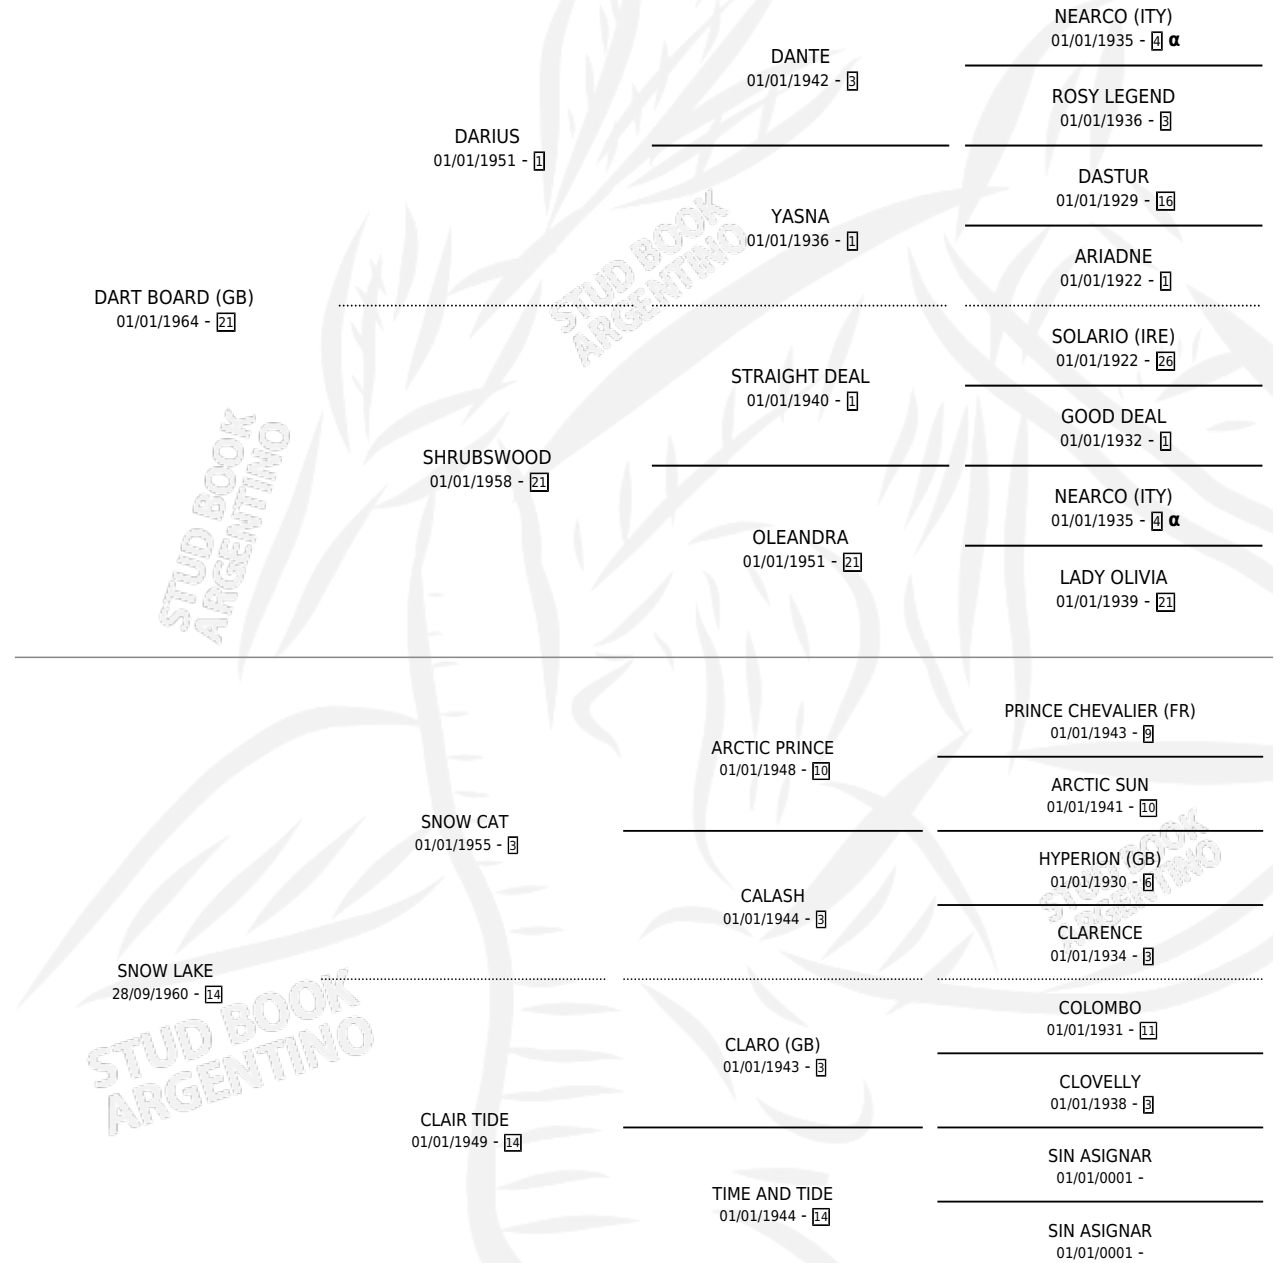 NEARCO (ITY)
01/01/1935 - 4 α
DANTE
01/01/1942 - 3
ROSY LEGEND
01/01/1936 - 3
DARIUS
01/01/1951 - 1
DASTUR
01/01/1929 - 16
YASNA
01/01/1936 - 1
ARIADNE
01/01/1922 - 1
DART BOARD (GB)
01/01/1964 - 21
SOLARIO (IRE)
01/01/1922 - 26
STRAIGHT DEAL
01/01/1940 - 1
GOOD DEAL
01/01/1932 - 1
SHRUBSWOOD
01/01/1958 - 21
NEARCO (ITY)
01/01/1935 - 4 α
OLEANDRA
01/01/1951 - 21
LADY OLIVIA
01/01/1939 - 21
PRINCE CHEVALIER (FR)
01/01/1943 - 9
ARCTIC PRINCE
01/01/1948 - 10
ARCTIC SUN
01/01/1941 - 10
SNOW CAT
01/01/1955 - 3
HYPERION (GB)
01/01/1930 - 6
CALASH
01/01/1944 - 3
CLARENCE
01/01/1934 - 3
SNOW LAKE
28/09/1960 - 14
COLOMBO
01/01/1931 - 11
CLARO (GB)
01/01/1943 - 3
CLOVELLY
01/01/1938 - 3
CLAIR TIDE
01/01/1949 - 14
SIN ASIGNAR
01/01/0001 -
TIME AND TIDE
01/01/1944 - 14
SIN ASIGNAR
01/01/0001 -
STUD BOOK
ARGENTINO
STUD BOOK
ARGENTINO
STUD BOOK
ARGENTINO
STUD BOOK
ARGENTINO